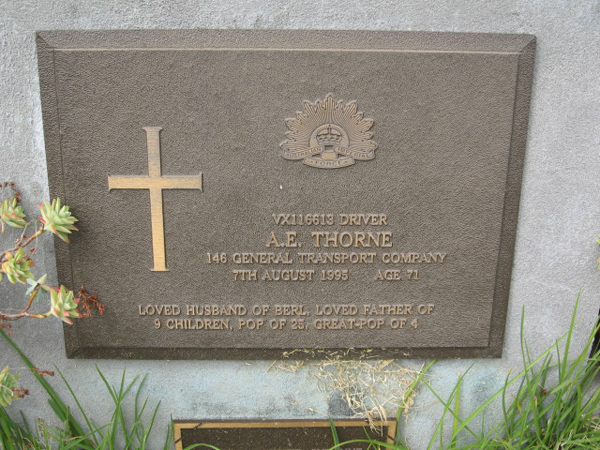 VX116613 DRIVER
A.E. THORNE
146 GENERAL TRANSPORT COMPANY
7TH AUGUST 1995 AGE 71
LOVED HUSBAND OF BERL, LOVED FATHER OF
9 CHILDREN, POP OF 23, GREAT-POP OF 4